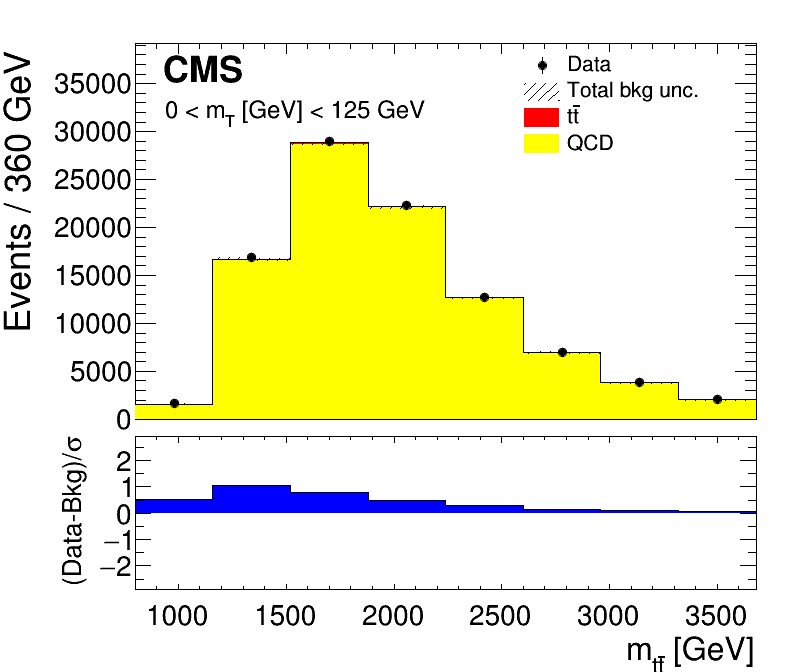 CMS
0 < m_T [GeV] < 125 GeV
Data
Total bkg unc.
tt̄
QCD
Events / 360 GeV
35000
30000
25000
20000
15000
10000
5000
0
(Data-Bkg)/σ
2
1
0
−1
−2
1000 1500 2000 2500 3000 3500
m_tt̄ [GeV]